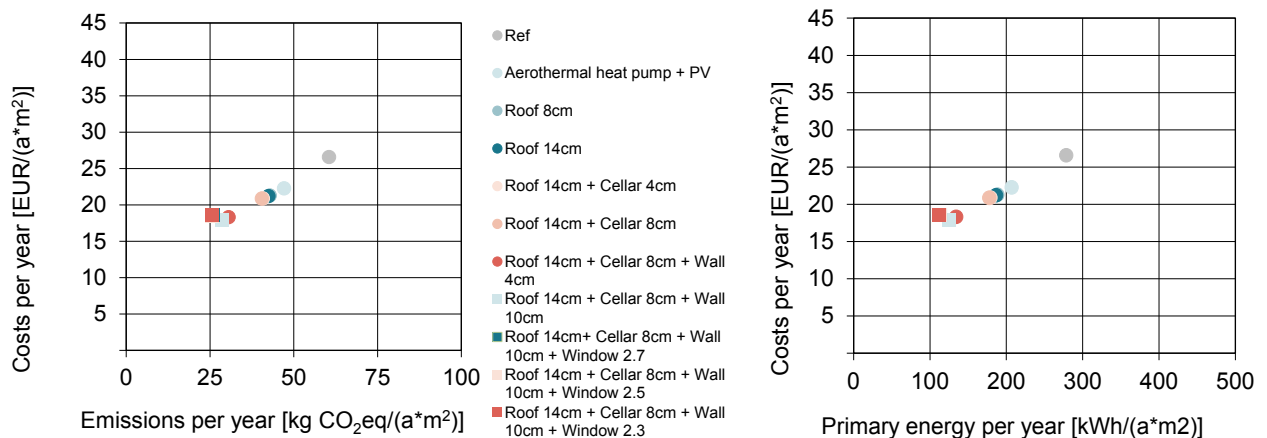 45
40
35
30
25
20
15
10
5
0
25
50
75
100
Costs per year [EUR/(a*m²)]
Emissions per year [kg CO₂eq/(a*m²)]
Ref
Aerothermal heat pump + PV
Roof 8cm
Roof 14cm
Roof 14cm + Cellar 4cm
Roof 14cm + Cellar 8cm
Roof 14cm + Cellar 8cm + Wall
4cm
Roof 14cm + Cellar 8cm + Wall
10cm
Roof 14cm+ Cellar 8cm + Wall
10cm + Window 2.7
Roof 14cm + Cellar 8cm + Wall
10cm + Window 2.5
Roof 14cm + Cellar 8cm + Wall
10cm + Window 2.3
45
40
35
30
25
20
15
10
5
0
100
200
300
400
500
Costs per year [EUR/(a*m²)]
Primary energy per year [kWh/(a*m2)]